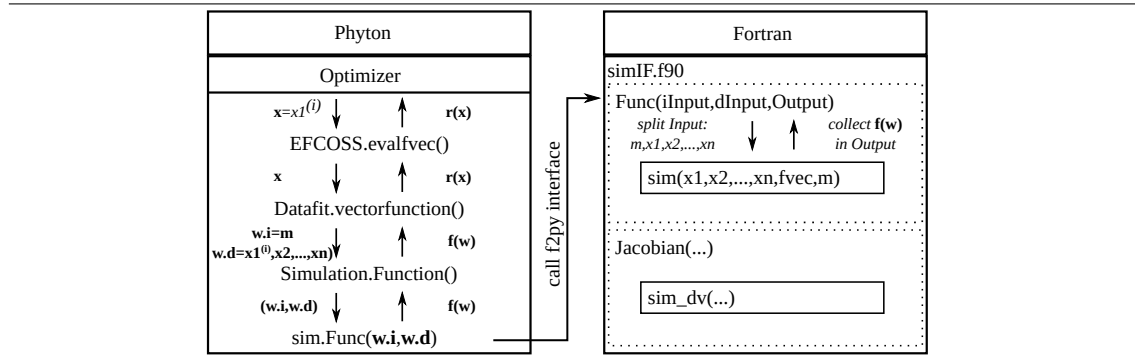 Phyton
Optimizer
x=x1(i) r(x)
EFCOSS.evalfvec()
x r(x)
Datafit.vectorfunction()
w.i=m
w.d=x1(i),x2,...,xn) f(w)
Simulation.Function()
(w.i,w.d) f(w)
sim.Func(w.i,w.d)
call f2py interface
Fortran
simIF.f90
Func(iInput,dInput,Output)
split Input: collect f(w)
m,x1,x2,...,xn in Output
sim(x1,x2,...,xn,fvec,m)
Jacobian(...)
sim_dv(...)